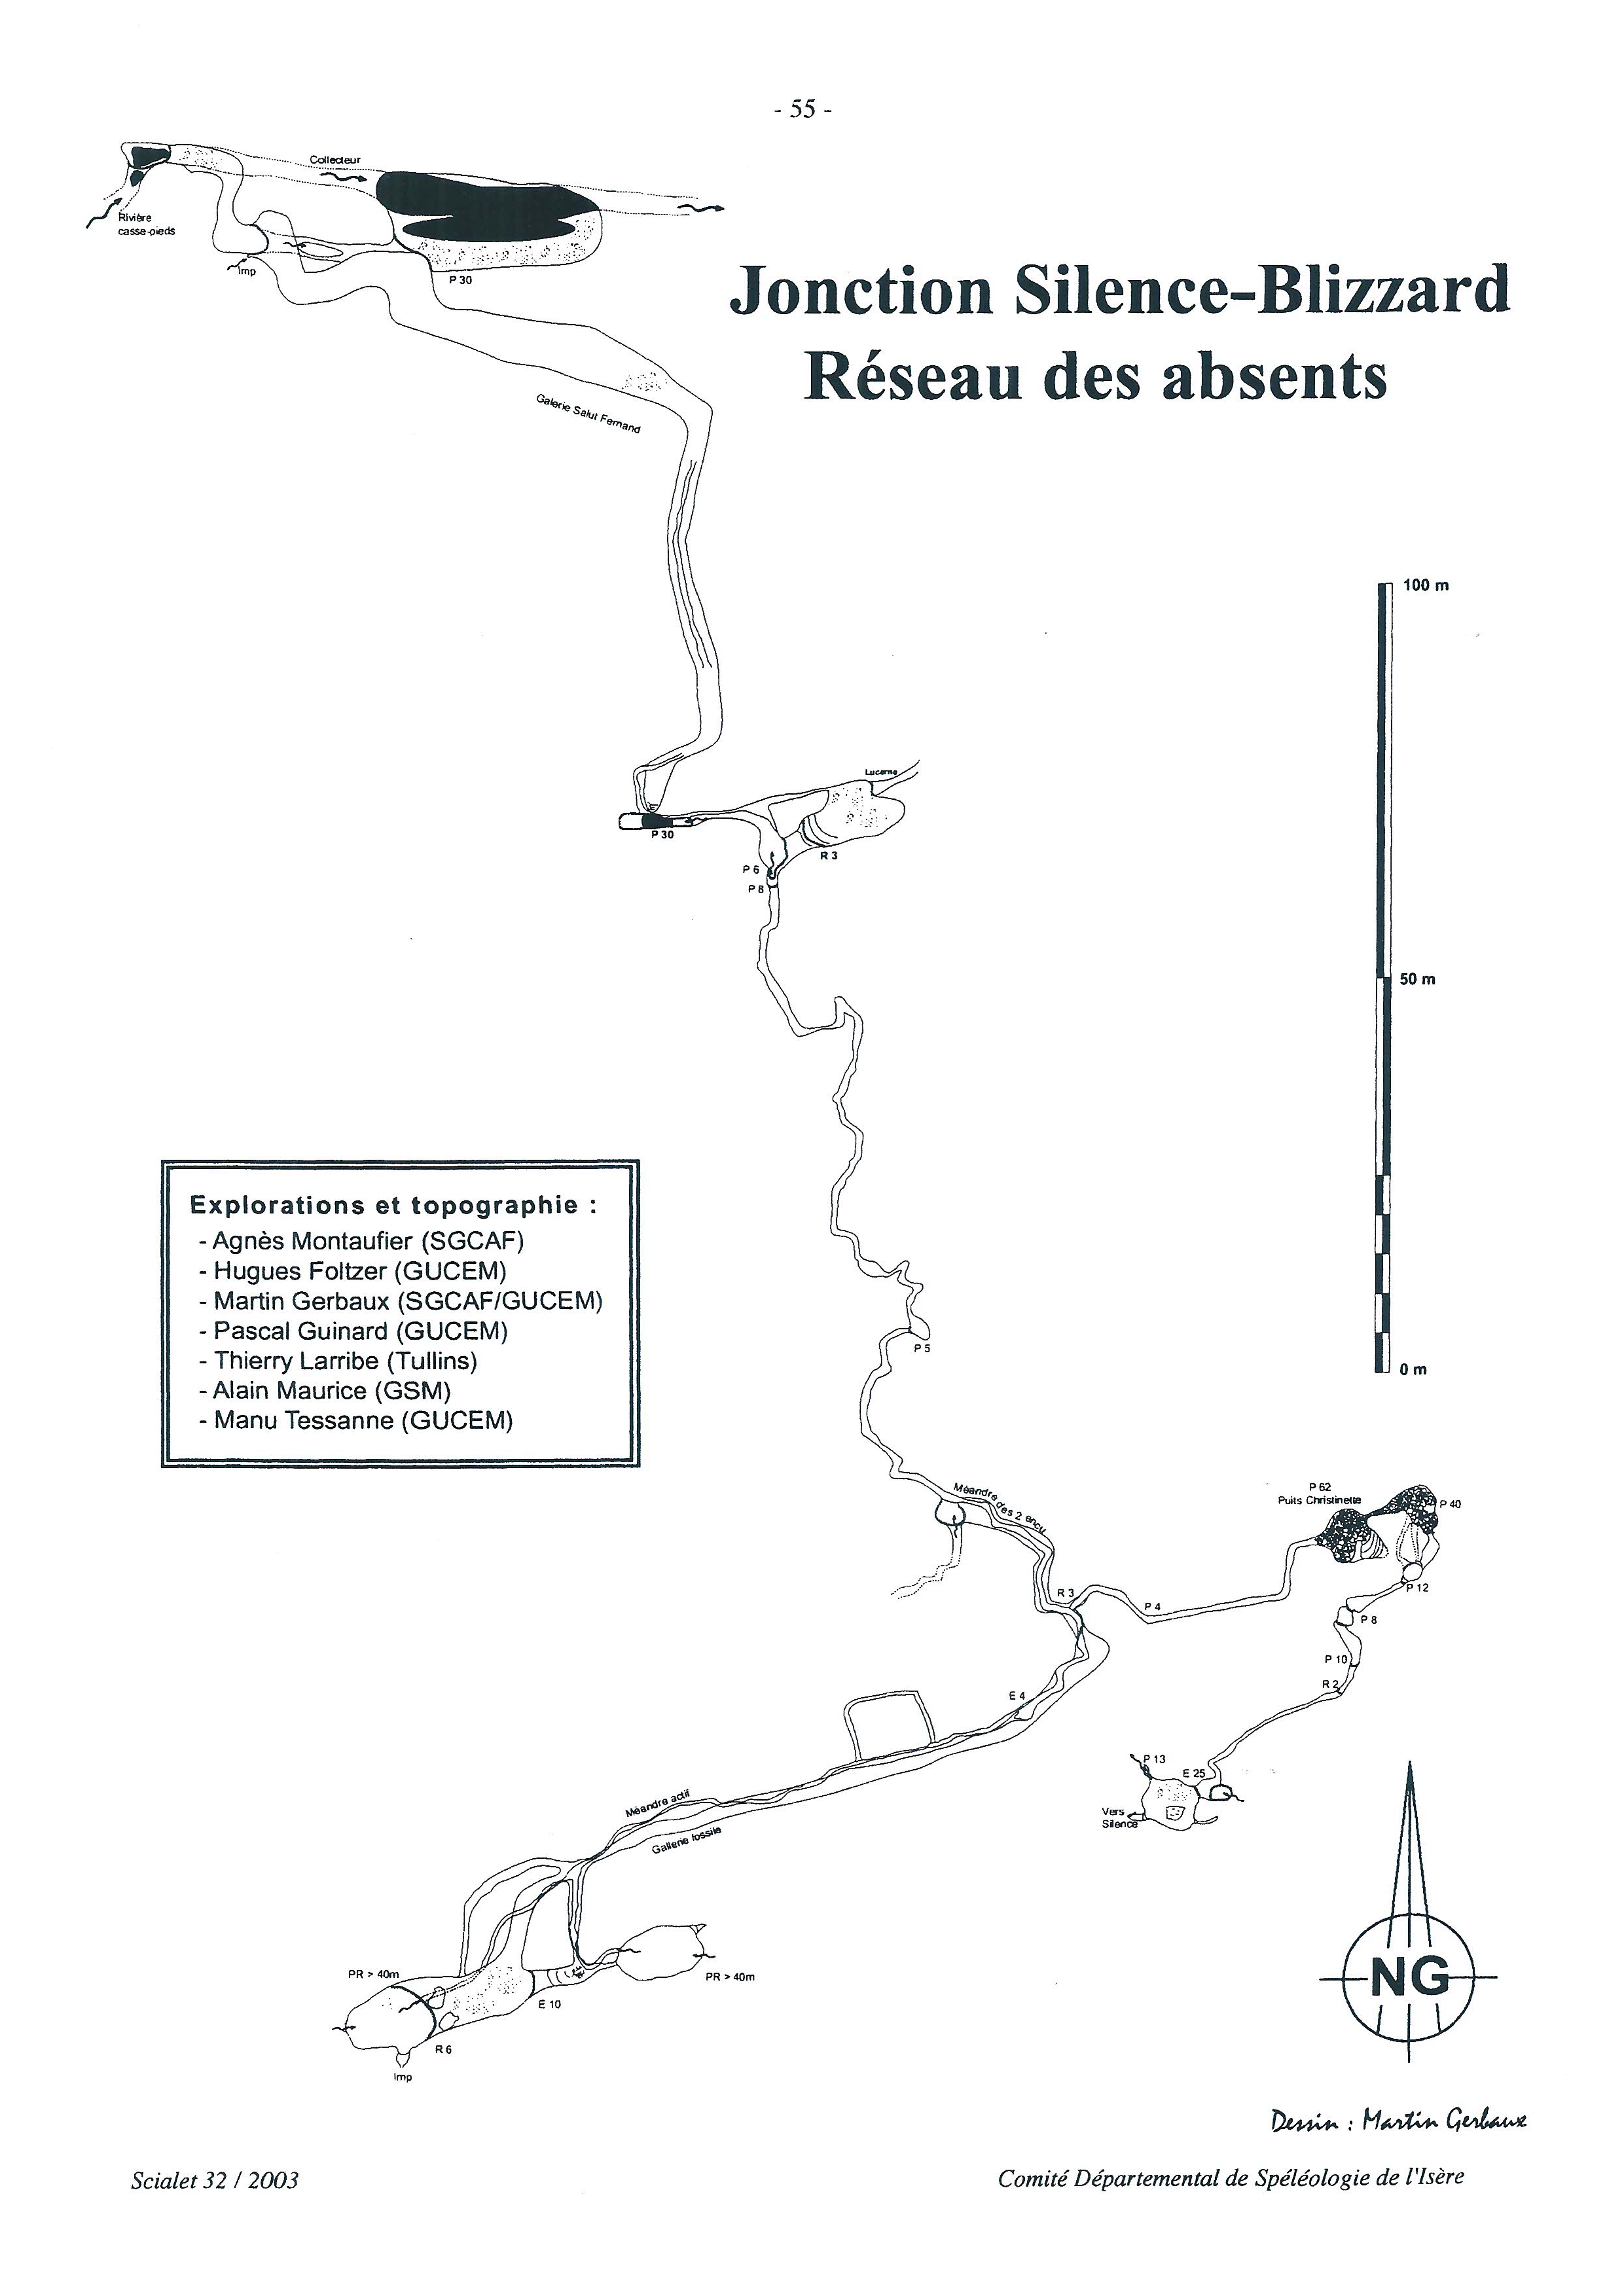 - 55 -
Collecteur
Rivière
casse-pieds
Imp
P 30
Jonction Silence-Blizzard
Réseau des absents
Galerie Salut Fernand
100 m
Lucarne
P 30
R 3
P 6
P 8
50 m
Explorations et topographie :
- Agnès Montaufier (SGCAF)
- Hugues Foltzer (GUCEM)
- Martin Gerbaux (SGCAF/GUCEM)
- Pascal Guinard (GUCEM)
- Thierry Larribe (Tullins)
- Alain Maurice (GSM)
- Manu Tessanne (GUCEM)
P 5
0 m
Méandre des 2 encu
P 62
Puits Christinette
P 40
R 3
P 4
P 12
P 8
P 10
R 2
E 4
P 13
E 25
Vers
Silence
Méandre actif
Gallerie fossile
PR > 40m
PR > 40m
E 10
R 6
Imp
NG
Dessin : Martin Gerbaux
Scialet 32 / 2003
Comité Départemental de Spéléologie de l'Isère